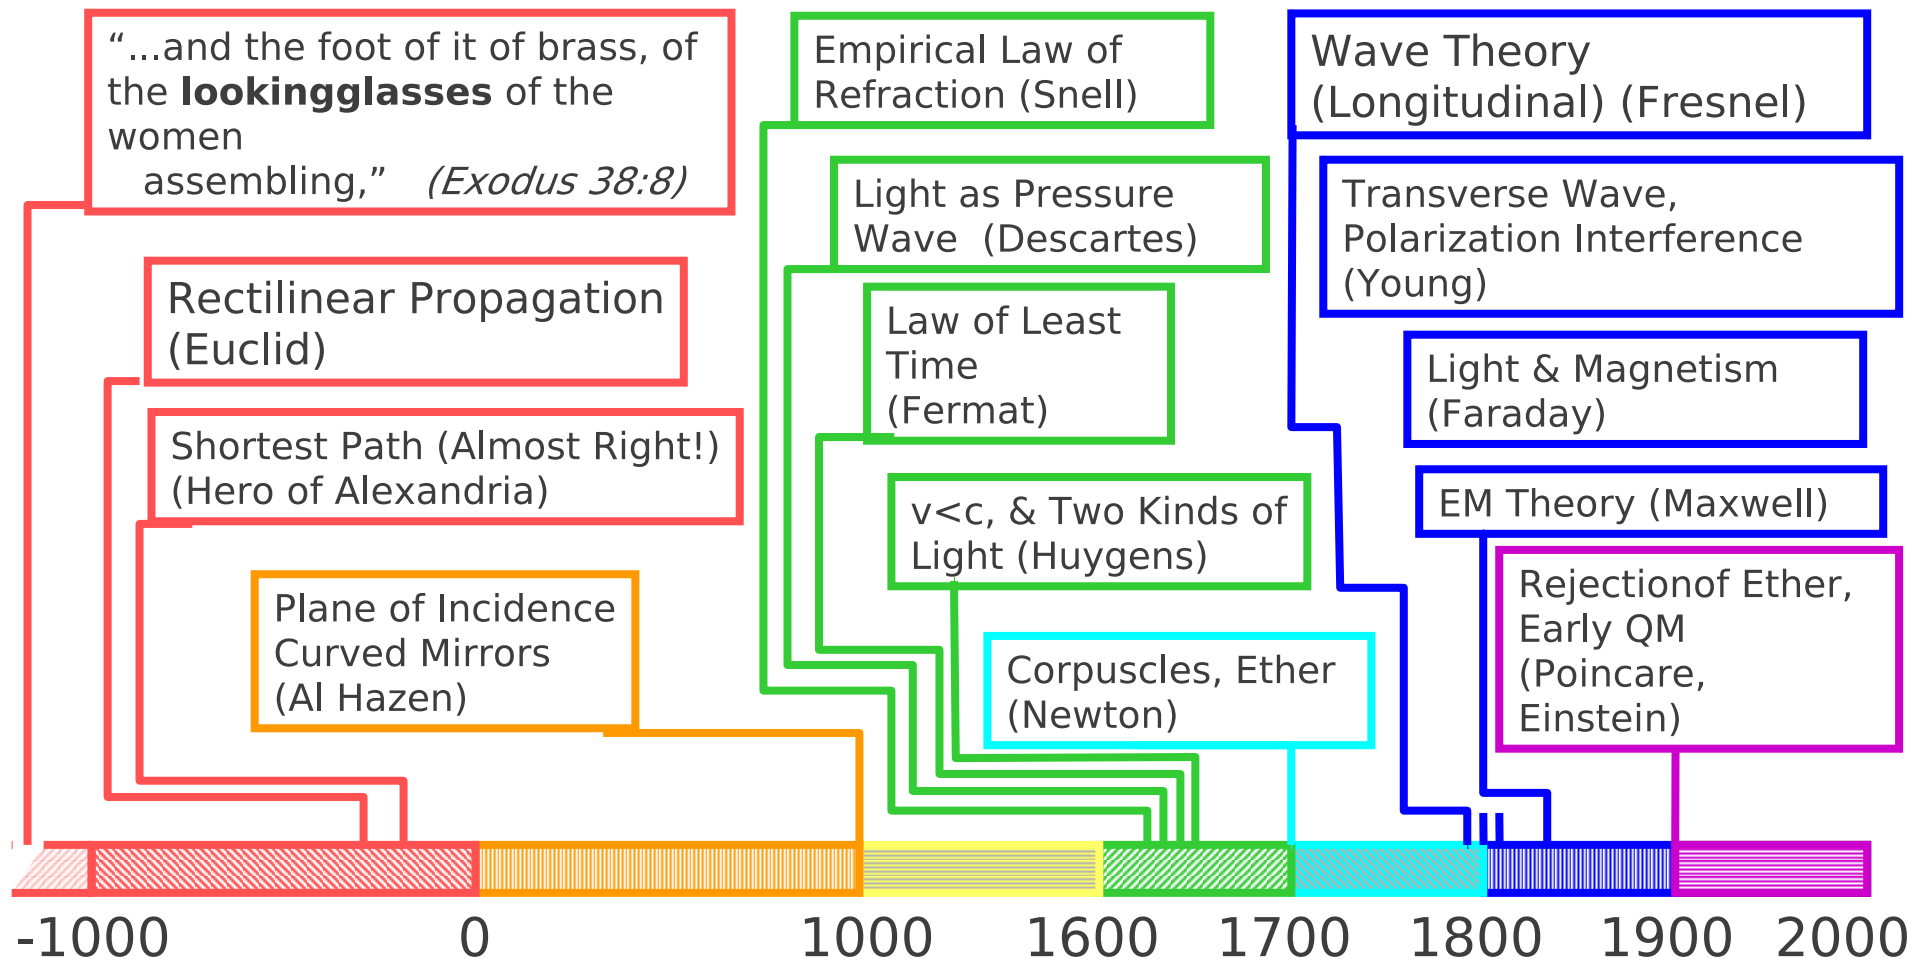 “...and the foot of it of brass, of
the lookingglasses of the
women
assembling,” (Exodus 38:8)
Rectilinear Propagation
(Euclid)
Shortest Path (Almost Right!)
(Hero of Alexandria)
Plane of Incidence
Curved Mirrors
(Al Hazen)
Empirical Law of
Refraction (Snell)
Light as Pressure
Wave (Descartes)
Law of Least
Time
(Fermat)
v<c, & Two Kinds of
Light (Huygens)
Corpuscles, Ether
(Newton)
Wave Theory
(Longitudinal) (Fresnel)
Transverse Wave,
Polarization Interference
(Young)
Light & Magnetism
(Faraday)
EM Theory (Maxwell)
Rejectionof Ether,
Early QM
(Poincare,
Einstein)
-1000 0 1000 1600 1700 1800 1900 2000